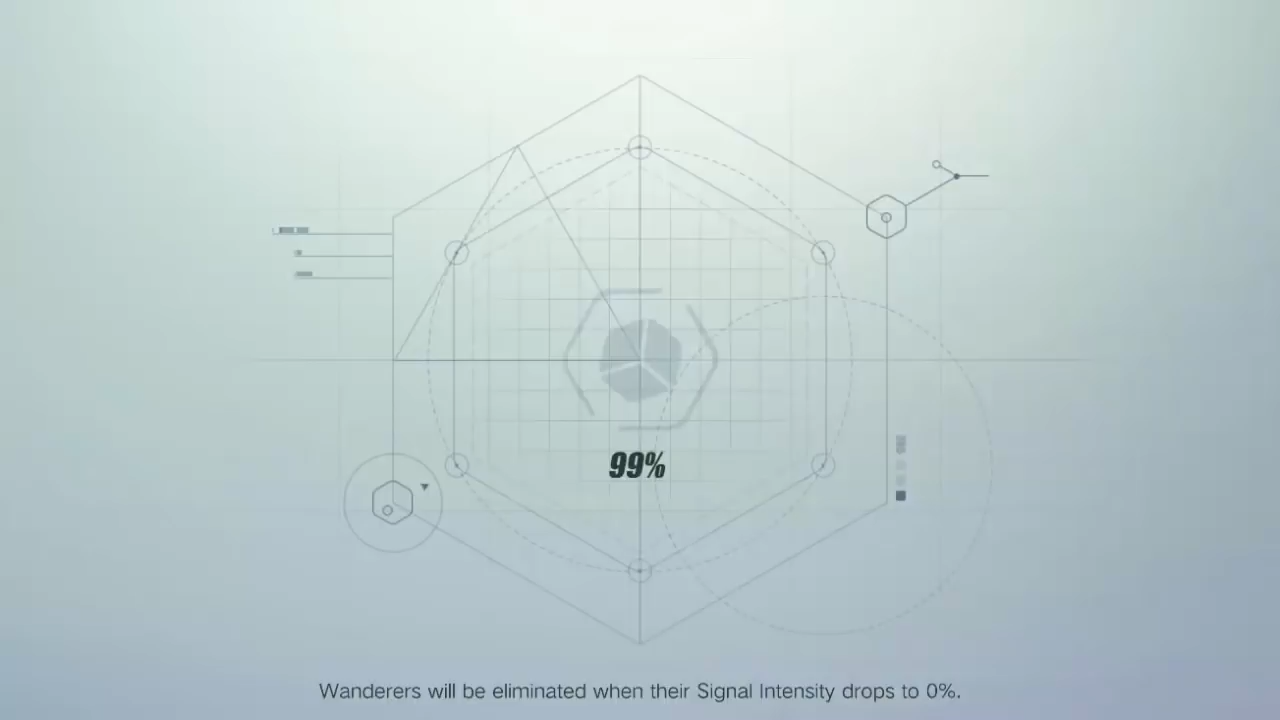 99%
Wanderers will be eliminated when their Signal Intensity drops to 0%.